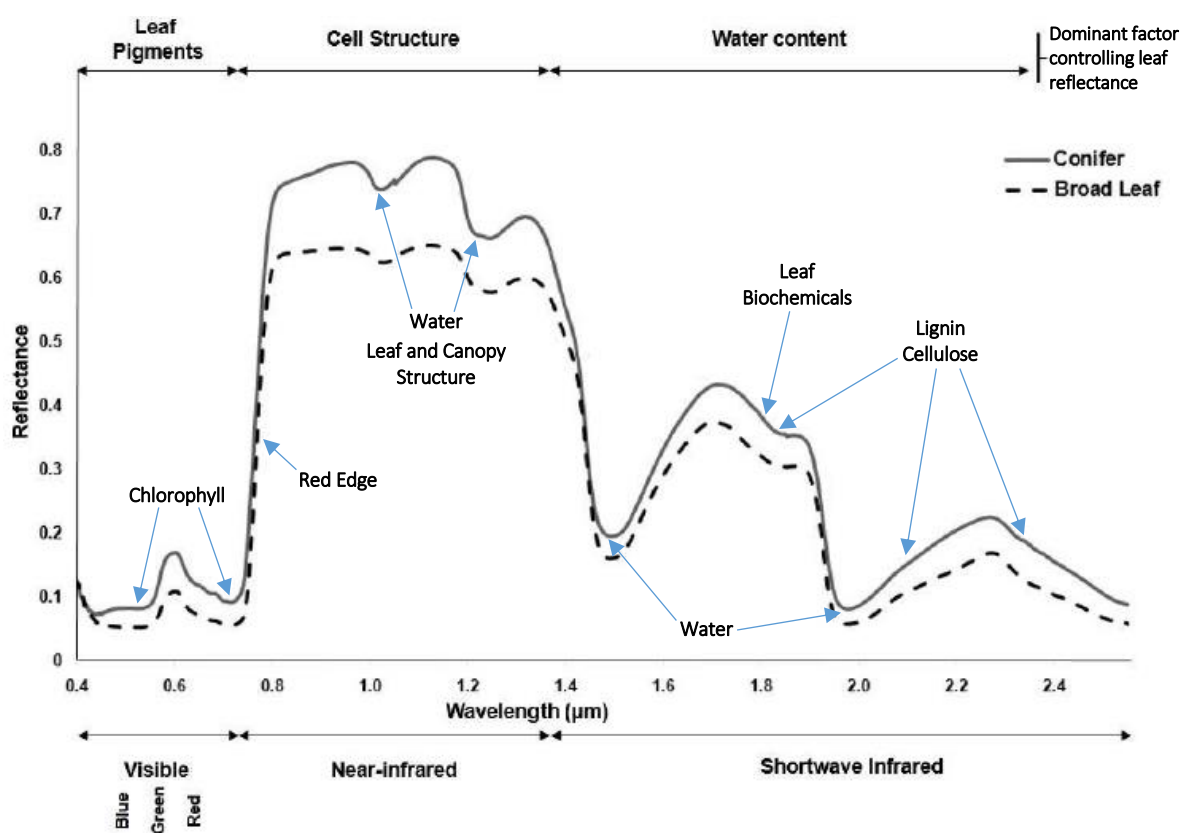 Leaf
Pigments
Cell Structure
Water content
Dominant factor
controlling leaf
reflectance
Conifer
Broad Leaf
Reflectance
0.8
0.7
0.6
0.5
0.4
0.3
0.2
0.1
0
Water
Leaf and Canopy
Structure
Leaf
Biochemicals
Lignin
Cellulose
Red Edge
Chlorophyll
Water
0.4
0.6
0.8
1.0
1.2
1.4
1.6
1.8
2.0
2.2
2.4
Wavelength (µm)
Visible
Near-infrared
Shortwave Infrared
Blue
Green
Red